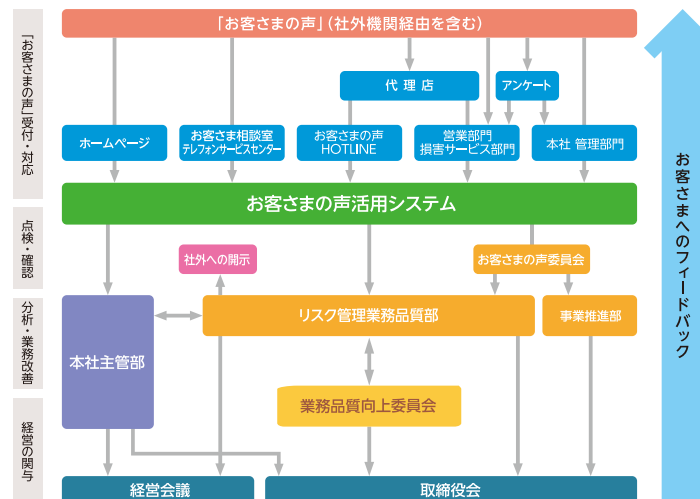 「お客さまの声」(社外機関経由を含む)
代 理 店
アンケート
ホームページ
お客さま相談室
テレフォンサービスセンター
お客さまの声
HOTLINE
営業部門
損害サービス部門
本社 管理部門
お客さまの声活用システム
社外への開示
お客さまの声委員会
本社主管部
リスク管理業務品質部
事業推進部
業務品質向上委員会
経営会議
取締役会
「お客さまの声」受付・対応
点検・確認
分析・業務改善
経営の関与
お客さまへのフィードバック